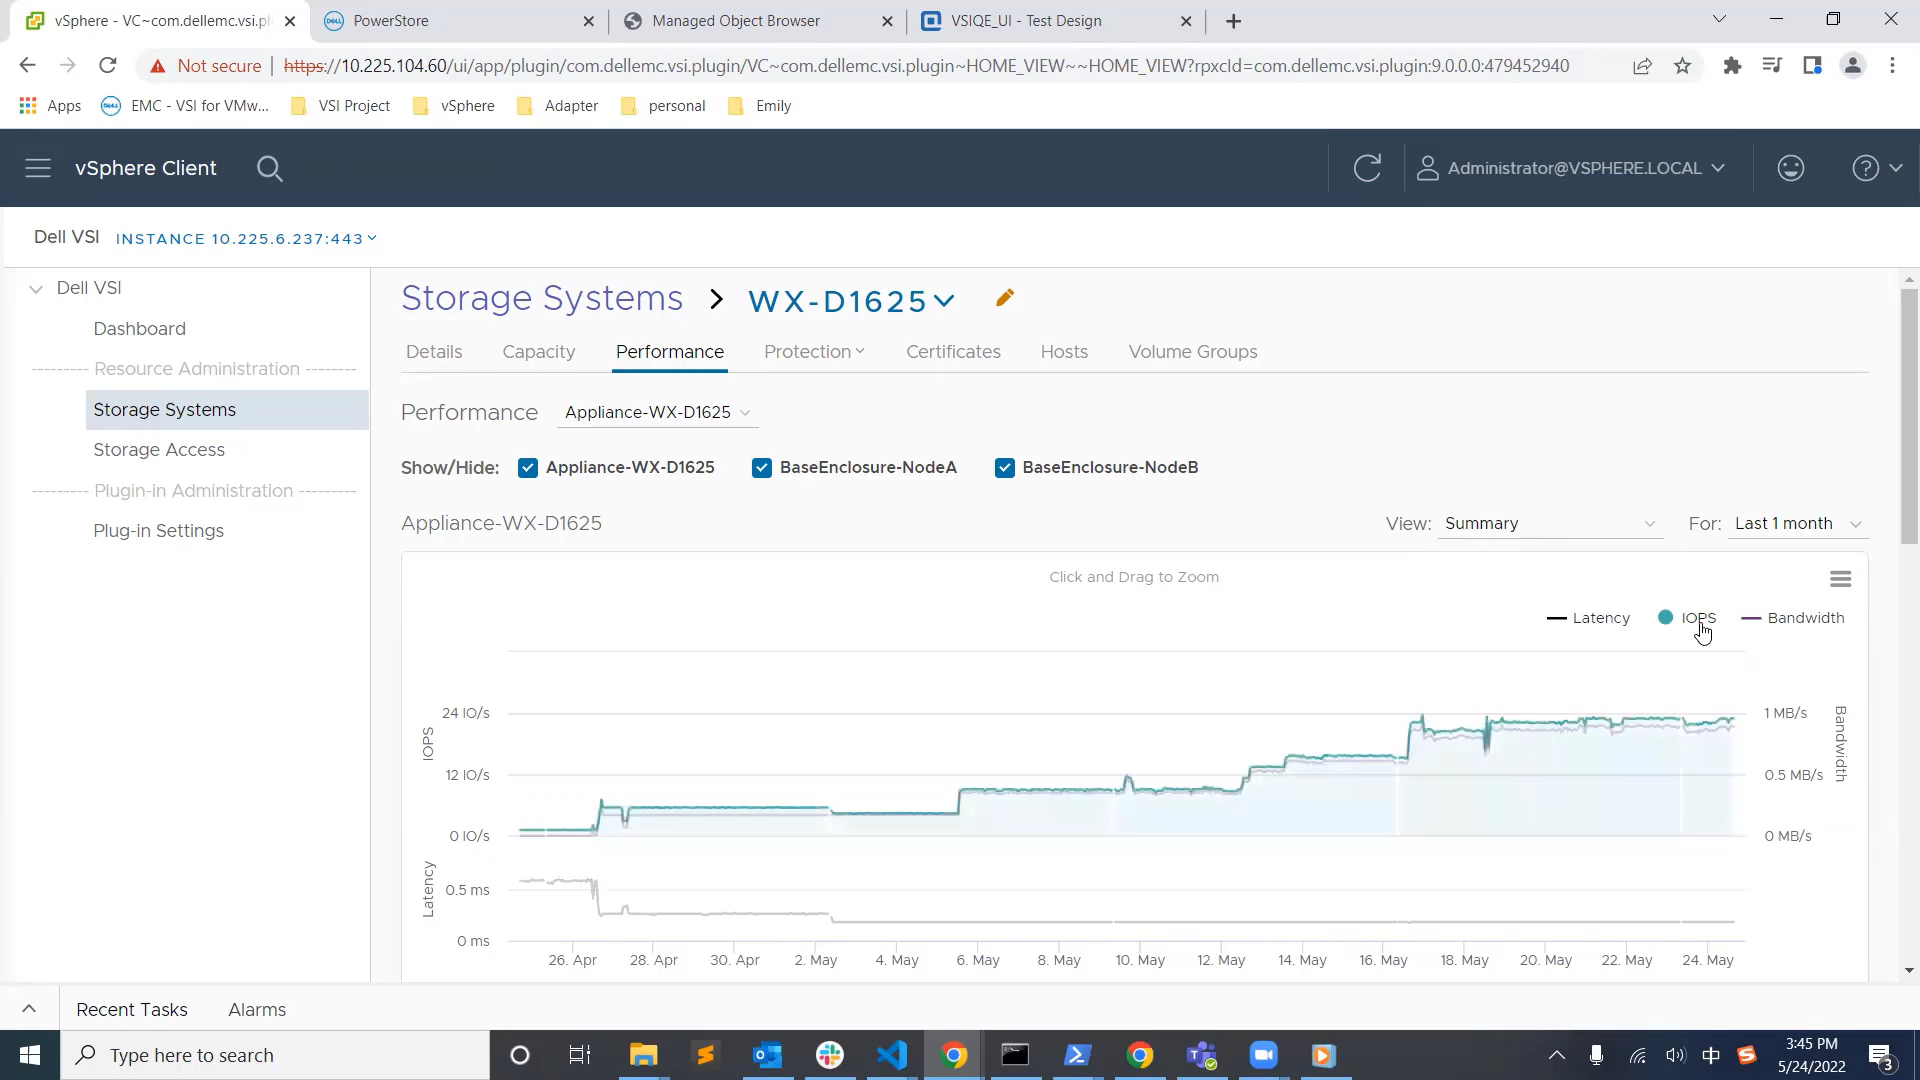 vSphere - VC~com.dellemc.vsi.pl
PowerStore
Managed Object Browser
VSIQE_UI - Test Design
Not secure
https://10.225.104.60/ui/app/plugin/com.dellemc.vsi.plugin/VC~com.dellemc.vsi.plugin~HOME_VIEW~~HOME_VIEW?rpxcId=com.dellemc.vsi.plugin:9.0.0.0:479452940
Apps
EMC - VSI for VMw...
VSI Project
vSphere
Adapter
personal
Emily
vSphere Client
Administrator@VSPHERE.LOCAL
Dell VSI
INSTANCE 10.225.6.237:443
Dell VSI
Dashboard
Resource Administration
Storage Systems
Storage Access
Plugin-in Administration
Plug-in Settings
Storage Systems > WX-D1625
Details
Capacity
Performance
Protection
Certificates
Hosts
Volume Groups
Performance
Appliance-WX-D1625
Show/Hide:
Appliance-WX-D1625
BaseEnclosure-NodeA
BaseEnclosure-NodeB
Appliance-WX-D1625
View: Summary
For: Last 1 month
Click and Drag to Zoom
Latency
IOPS
Bandwidth
IOPS
24 IO/s
12 IO/s
0 IO/s
1 MB/s
0.5 MB/s
0 MB/s
Bandwidth
Latency
0.5 ms
0 ms
26. Apr
28. Apr
30. Apr
2. May
4. May
6. May
8. May
10. May
12. May
14. May
16. May
18. May
20. May
22. May
24. May
Recent Tasks
Alarms
Type here to search
中
3:45 PM
5/24/2022
3